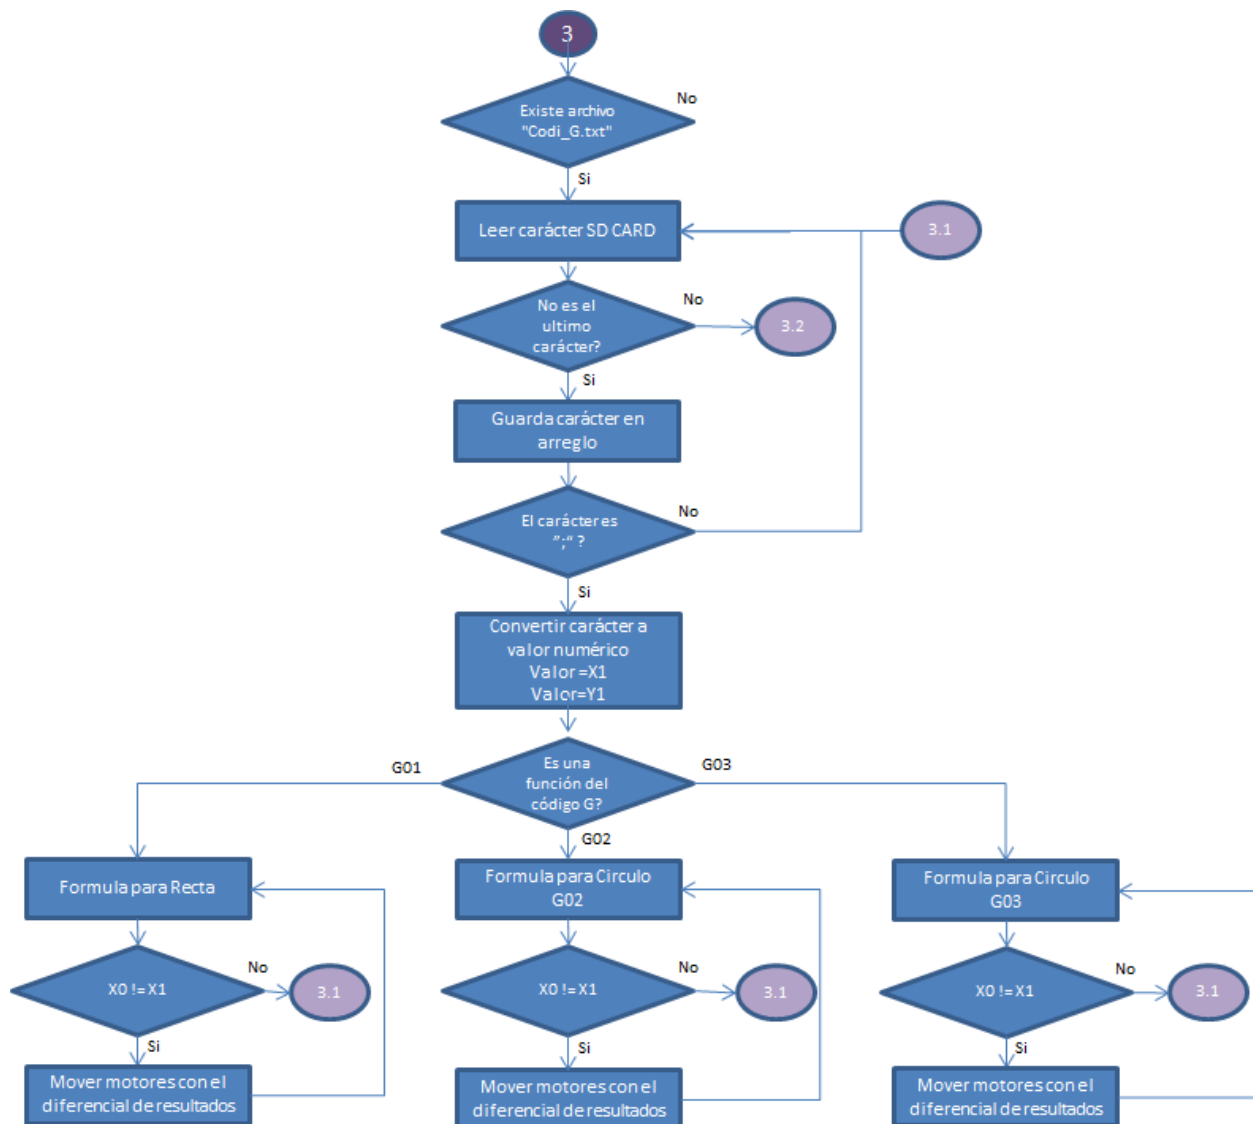 3
Existe archivo
"Codi_G.txt"
No
Si
Leer carácter SD CARD
3.1
No es el
ultimo
carácter?
No
3.2
Si
Guarda carácter en
arreglo
El carácter es
”;“ ?
No
Si
Convertir carácter a
valor numérico
Valor =X1
Valor=Y1
Es una
función del
código G?
G01
G03
G02
Formula para Recta
Formula para Circulo
G02
Formula para Circulo
G03
X0 != X1
No
3.1
X0 != X1
No
3.1
X0 != X1
No
3.1
Si
Si
Si
Mover motores con el
diferencial de resultados
Mover motores con el
diferencial de resultados
Mover motores con el
diferencial de resultados